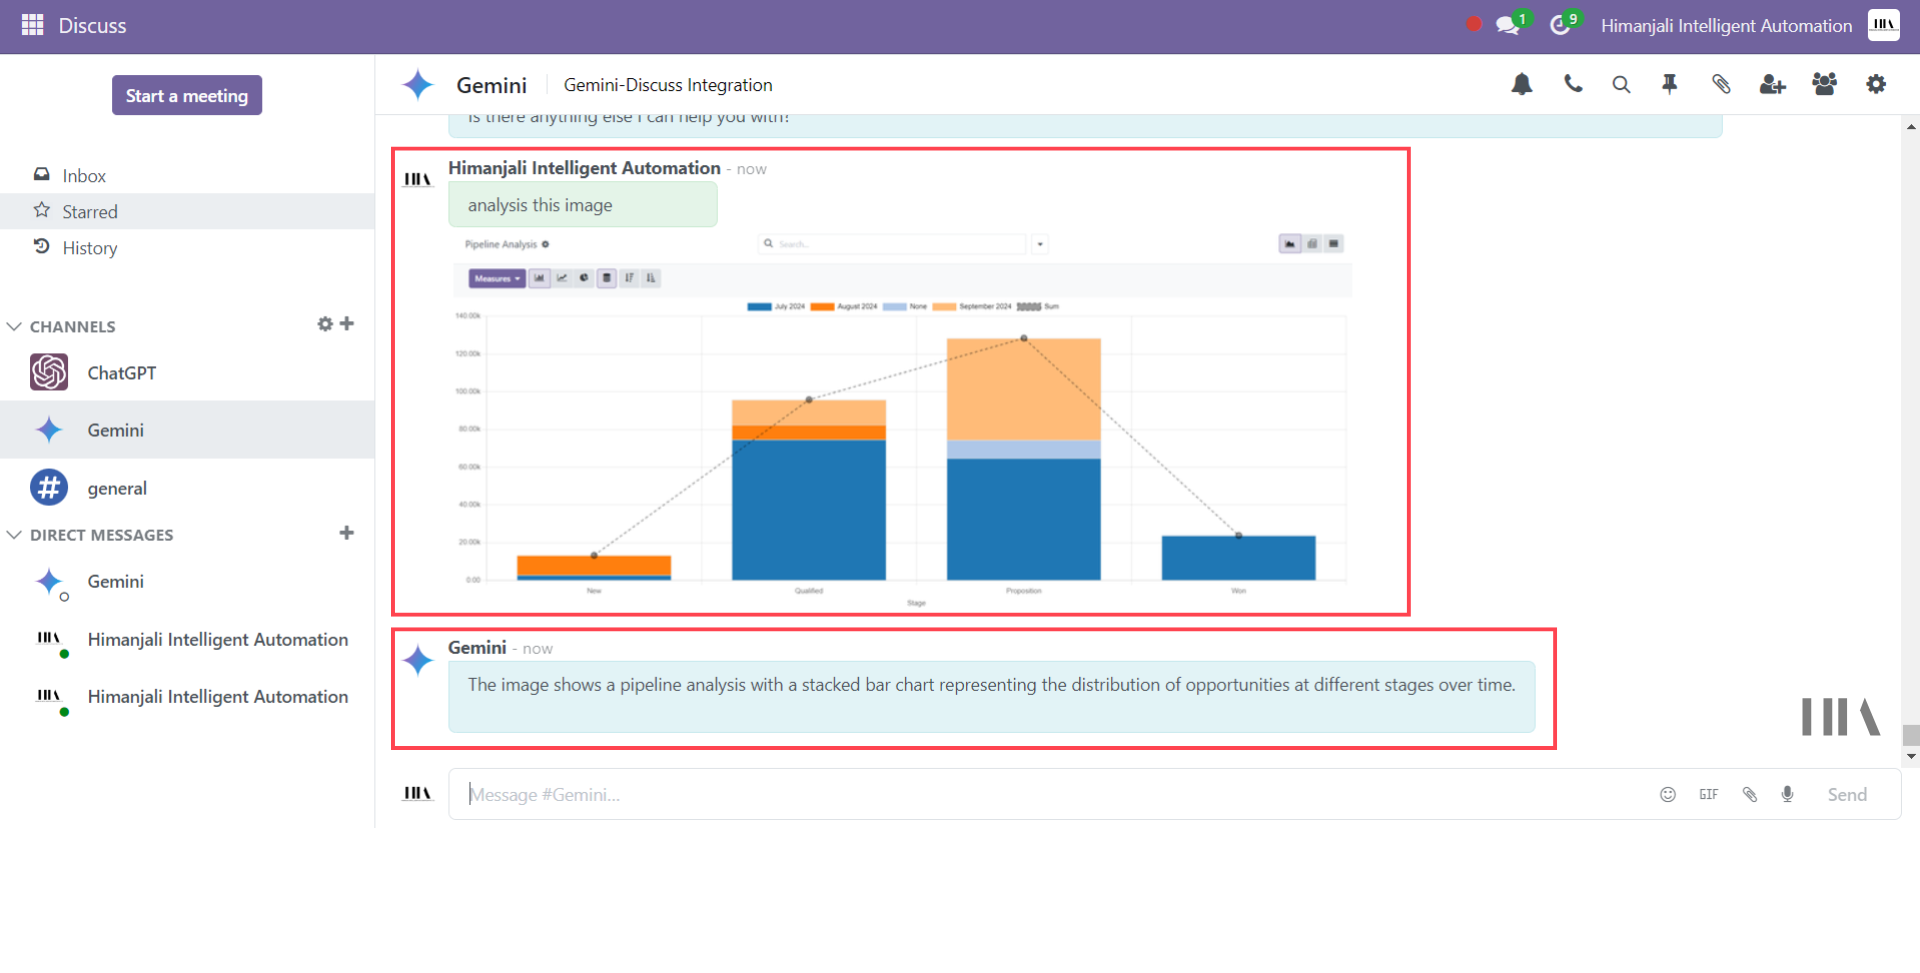 Discuss
1
9
Himanjali Intelligent Automation
Start a meeting
Inbox
Starred
History
CHANNELS
ChatGPT
Gemini
general
DIRECT MESSAGES
Gemini
Himanjali Intelligent Automation
Himanjali Intelligent Automation
Gemini
Gemini-Discuss Integration
Is there anything else I can help you with?
Himanjali Intelligent Automation - now
analysis this image
Pipeline Analysis
Search...
Measures
July 2024 August 2024 None September 2024 Sum
140.00k
120.00k
100.00k
80.00k
60.00k
40.00k
20.00k
0.00
New Qualified Proposition Won
Stage
Gemini - now
The image shows a pipeline analysis with a stacked bar chart representing the distribution of opportunities at different stages over time.
Message #Gemini...
GIF
Send